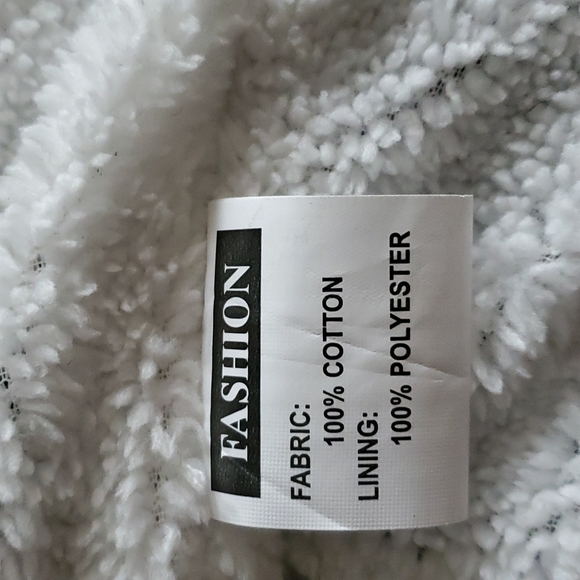 FASHION
FABRIC:
100% COTTON
LINING:
100% POLYESTER